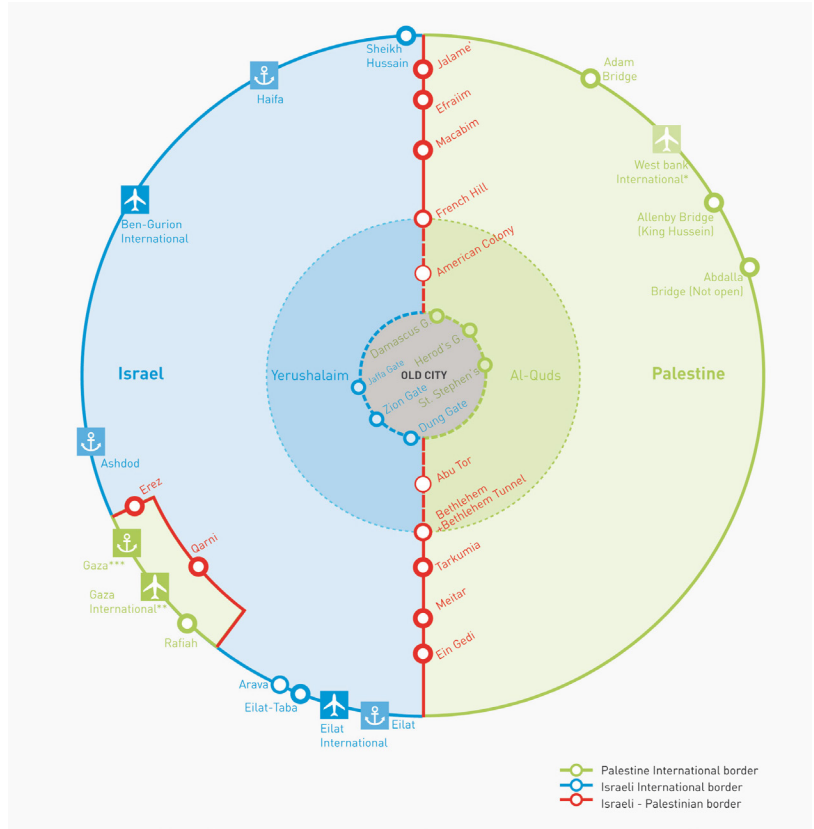 Sheikh
Hussain
Jalame'
Efraiim
Macabim
French Hill
American Colony
Adam
Bridge
West bank
International*
Allenby Bridge
(King Hussein)
Abdalla
Bridge (Not open)
Haifa
Ben-Gurion
International
Israel
Yerushalaim
Damascus G.
Herod's G.
St. Stephen's
Jaffa Gate
OLD CITY
Zion Gate
Dung Gate
Al-Quds
Palestine
Ashdod
Erez
Qarni
Gaza***
Gaza
International**
Rafiah
Abu Tor
Bethlehem
+Bethlehem Tunnel
Tarkumia
Meitar
Ein Gedi
Arava
Eilat-Taba
Eilat
International
Eilat
Palestine International border
Israeli International border
Israeli - Palestinian border